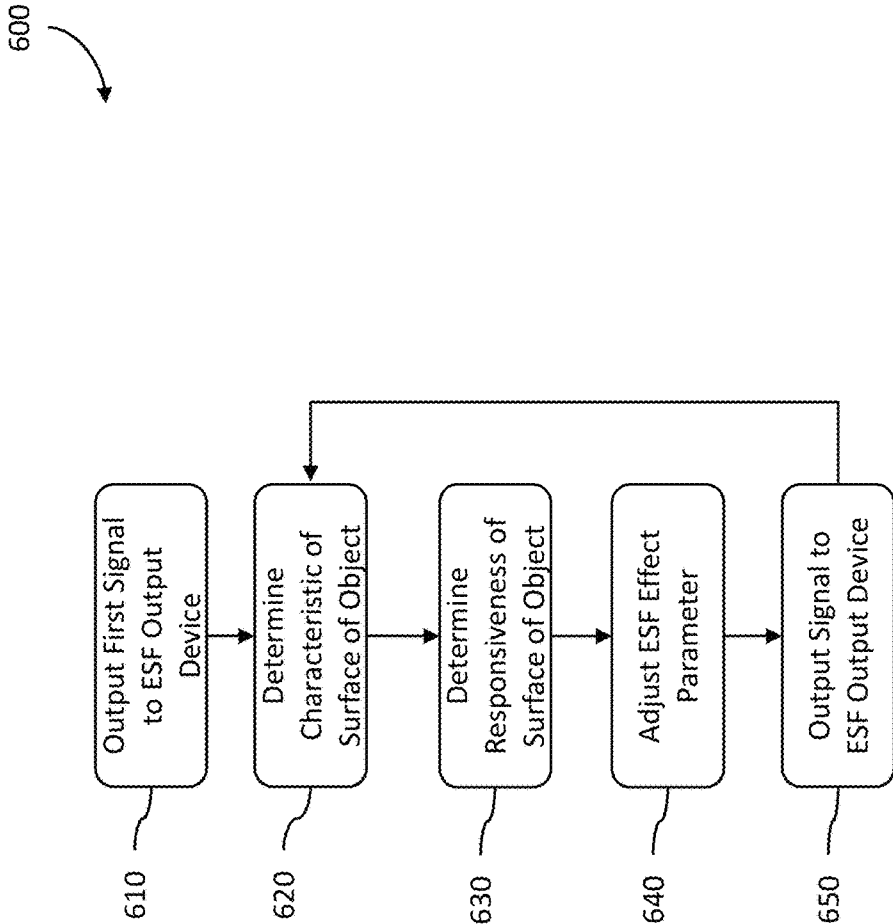 600
610
Output First Signal
to ESF Output
Device
620
Determine
Characteristic of
Surface of Object
630
Determine
Responsiveness of
Surface of Object
640
Adjust ESF Effect
Parameter
650
Output Signal to
ESF Output Device